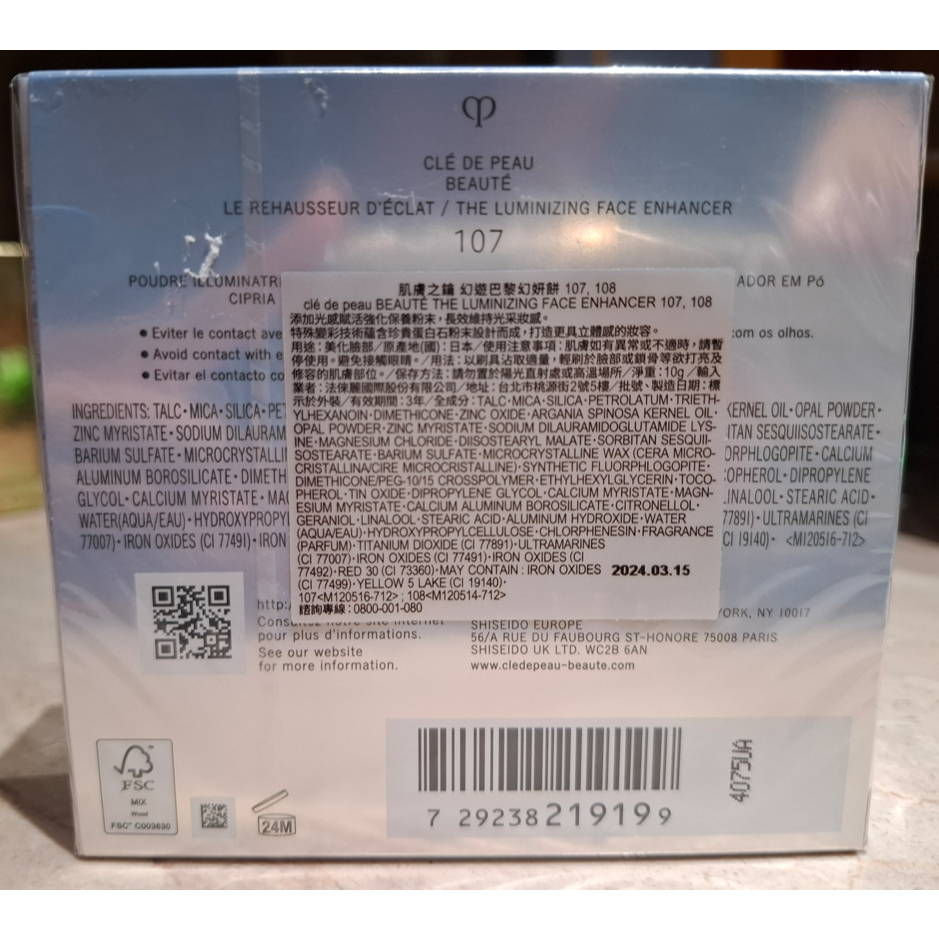 CLÉ DE PEAU
BEAUTÉ
LE REHAUSSEUR D'ÉCLAT / THE LUMINIZING FACE ENHANCER
107
POUDRE ILLUMINATRI
ADOR EM PÓ
CIPRIA
• Eviter le contact ave
com os olhos.
• Avoid contact with e
• Evitar el contacto co
INGREDIENTS: TALC・MICA・SILICA・PET
KERNEL OIL・OPAL POWDER・
ZINC MYRISTATE・SODIUM DILAURAM
BITAN SESQUIISOSTEARATE・
BARIUM SULFATE・MICROCRYSTALLIN
ORPHLOGOPITE・CALCIUM
ALUMINUM BOROSILICATE・DIMETH
COPHEROL・DIPROPYLENE
GLYCOL・CALCIUM MYRISTATE・MAG
LINALOOL・STEARIC ACID・
WATER(AQUA/EAU)・HYDROXYPROPY
77891)・ULTRAMARINES (CI
77007)・IRON OXIDES (CI 77491)・IRON
CI 19140)・ <M120516-712>
肌膚之鑰 幻遊巴黎幻妍餅 107, 108
clé de peau BEAUTÉ THE LUMINIZING FACE ENHANCER 107, 108
添加光感賦活強化保養粉末，長效維持光采妝感。
特殊變彩技術蘊含珍貴蛋白石粉末設計而成，打造更具立體感的妝容。
用途：美化臉部/原產地(國)：日本/使用注意事項：肌膚如有異常或不適時，請暫
停使用。避免接觸眼睛。/用法：以刷具沾取適量，輕刷於臉部或鎖骨等欲打亮及
修容的肌膚部位。/保存方法：請勿置於陽光直射處或高溫場所/淨重：10g/輸入
業者：法倈麗國際股份有限公司/地址：台北市桃源街2號5樓/批號、製造日期：標
示於外裝/有效期間：3年/全成分：TALC・MICA・SILICA・PETROLATUM・TRIETH-
YLHEXANOIN・DIMETHICONE・ZINC OXIDE・ARGANIA SPINOSA KERNEL OIL・
OPAL POWDER・ZINC MYRISTATE・SODIUM DILAURAMIDOGLUTAMIDE LYS-
INE・MAGNESIUM CHLORIDE・DIISOSTEARYL MALATE・SORBITAN SESQUI-
ISOSTEARATE・BARIUM SULFATE・MICROCRYSTALLINE WAX (CERA MICRO-
CRISTALLINA/CIRE MICROCRISTALLINE)・SYNTHETIC FLUORPHLOGOPITE・
DIMETHICONE/PEG-10/15 CROSSPOLYMER・ETHYLHEXYLGLYCERIN・TOCO-
PHEROL・TIN OXIDE・DIPROPYLENE GLYCOL・CALCIUM MYRISTATE・MAGN-
ESIUM MYRISTATE・CALCIUM ALUMINUM BOROSILICATE・CITRONELLOL・
GERANIOL・LINALOOL・STEARIC ACID・ALUMINUM HYDROXIDE・WATER
(AQUA/EAU)・HYDROXYPROPYLCELLULOSE・CHLORPHENESIN・FRAGRANCE
(PARFUM)・TITANIUM DIOXIDE (CI 77891)・ULTRAMARINES
(CI 77007)・IRON OXIDES (CI 77491)・IRON OXIDES (CI
77492)・RED 30 (CI 73360)・MAY CONTAIN : IRON OXIDES
(CI 77499)・YELLOW 5 LAKE (CI 19140)・
2024.03.15
107<M120516-712> ; 108<M120514-712>
諮詢專線：0800-001-080
http:/
Consultez notre site internet
pour plus d'informations.
See our website
for more information.
YORK, NY 10017
SHISEIDO EUROPE
56/A RUE DU FAUBOURG ST-HONORE 75008 PARIS
SHISEIDO UK LTD. WC2B 6AN
www.cledepeau-beaute.com
FSC
MIX
Wood
FSC™ C003630
24M
7 29238 21919 9
4075UA